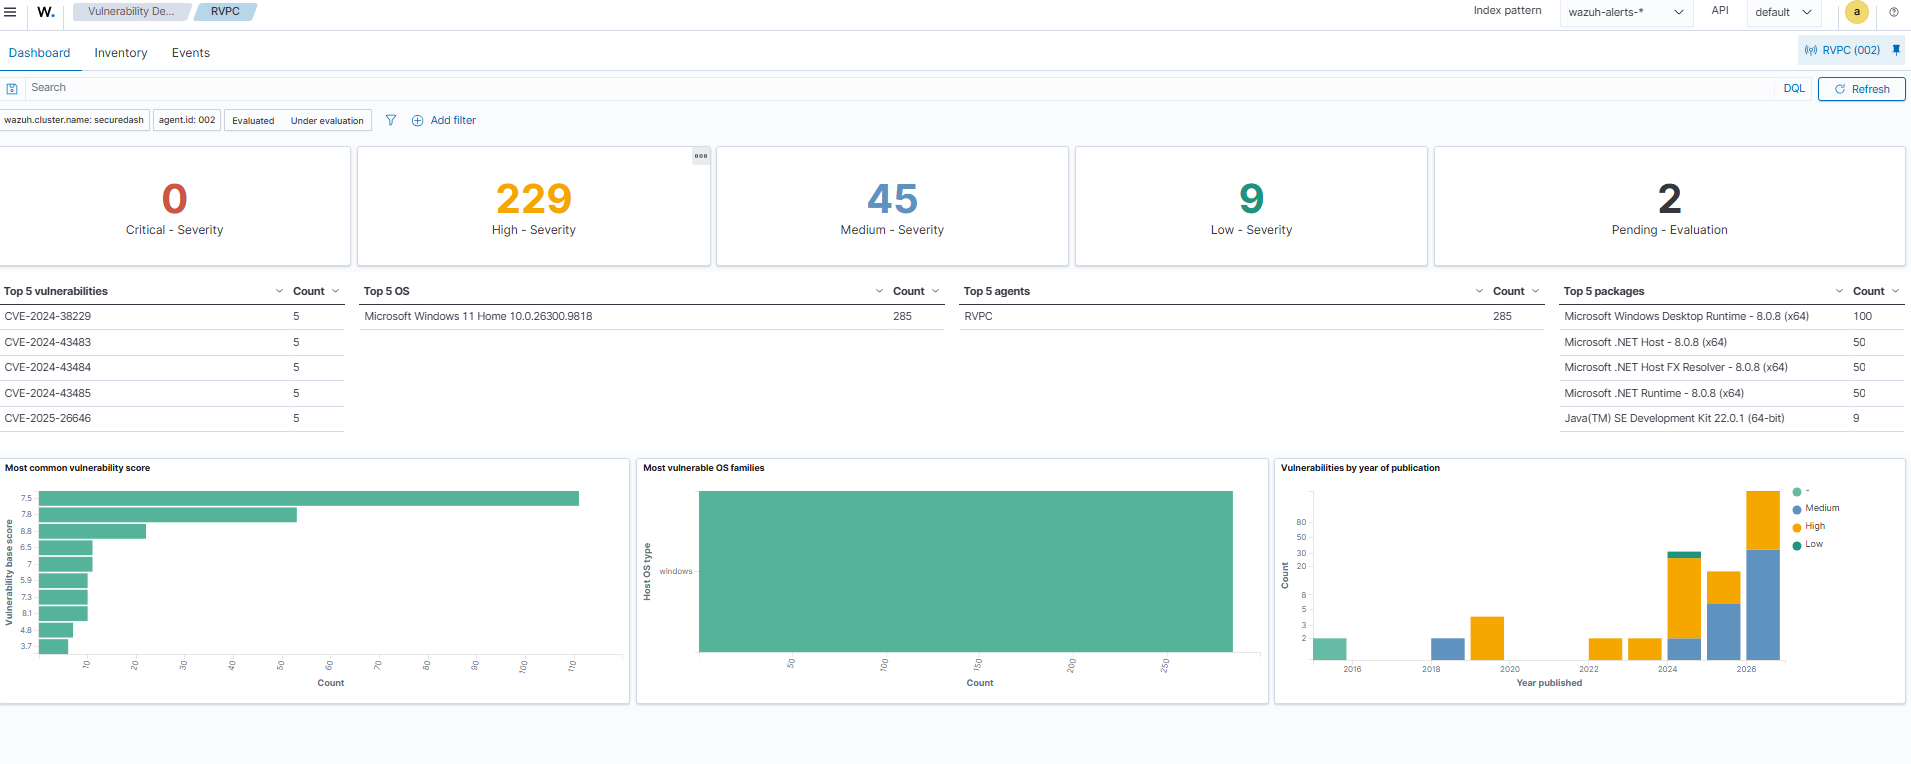 W. Vulnerability De... RVPC Index pattern wazuh-alerts-* API default a
Dashboard Inventory Events RVPC (002)
Search DQL Refresh
wazuh.cluster.name: securedash agent.id: 002 Evaluated Under evaluation Add filter
0 229 45 9 2
Critical - Severity High - Severity Medium - Severity Low - Severity Pending - Evaluation
Top 5 vulnerabilities Count
CVE-2024-38229 5
CVE-2024-43483 5
CVE-2024-43484 5
CVE-2024-43485 5
CVE-2025-26646 5
Top 5 OS Count
Microsoft Windows 11 Home 10.0.26300.9818 285
Top 5 agents Count
RVPC 285
Top 5 packages Count
Microsoft Windows Desktop Runtime - 8.0.8 (x64) 100
Microsoft .NET Host - 8.0.8 (x64) 50
Microsoft .NET Host FX Resolver - 8.0.8 (x64) 50
Microsoft .NET Runtime - 8.0.8 (x64) 50
Java(TM) SE Development Kit 22.0.1 (64-bit) 9
Most common vulnerability score
Vulnerability base score
7.5
7.8
8.8
6.5
7
5.9
7.3
8.1
4.8
3.7
10 20 30 40 50 60 70 80 90 100 110
Count
Most vulnerable OS families
Host OS type
windows
50 100 150 200 250
Count
Vulnerabilities by year of publication
Count
80
50
30
20
8
5
3
2
2016 2018 2020 2022 2024 2026
Year published
-
Medium
High
Low